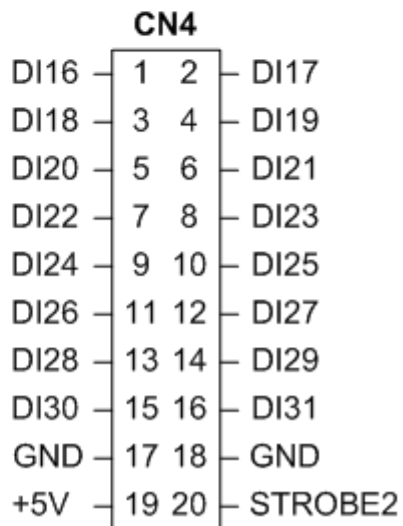 CN4
DI16 1 2 DI17
DI18 3 4 DI19
DI20 5 6 DI21
DI22 7 8 DI23
DI24 9 10 DI25
DI26 11 12 DI27
DI28 13 14 DI29
DI30 15 16 DI31
GND 17 18 GND
+5V 19 20 STROBE2